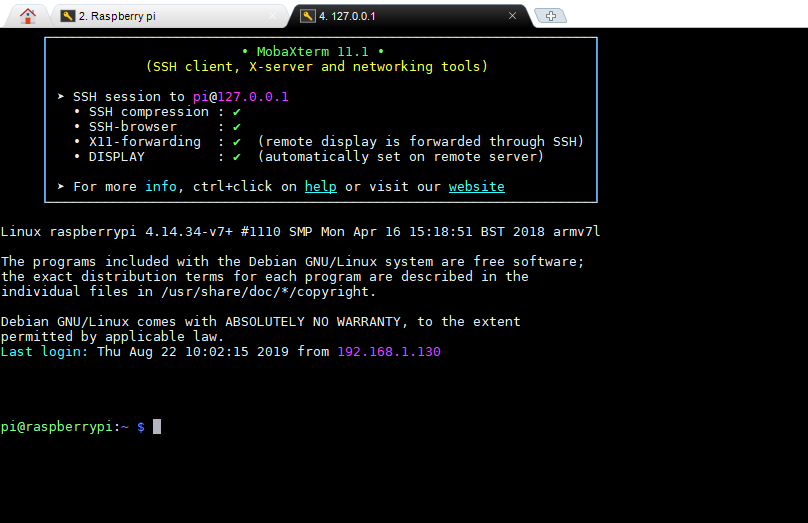 2. Raspberry pi
4. 127.0.0.1
• MobaXterm 11.1 •
(SSH client, X-server and networking tools)
➤ SSH session to pi@127.0.0.1
• SSH compression : ✔
• SSH-browser     : ✔
• X11-forwarding  : ✔  (remote display is forwarded through SSH)
• DISPLAY         : ✔  (automatically set on remote server)
➤ For more info, ctrl+click on help or visit our website
Linux raspberrypi 4.14.34-v7+ #1110 SMP Mon Apr 16 15:18:51 BST 2018 armv7l
The programs included with the Debian GNU/Linux system are free software;
the exact distribution terms for each program are described in the
individual files in /usr/share/doc/*/copyright.
Debian GNU/Linux comes with ABSOLUTELY NO WARRANTY, to the extent
permitted by applicable law.
Last login: Thu Aug 22 10:02:15 2019 from 192.168.1.130
pi@raspberrypi:~ $